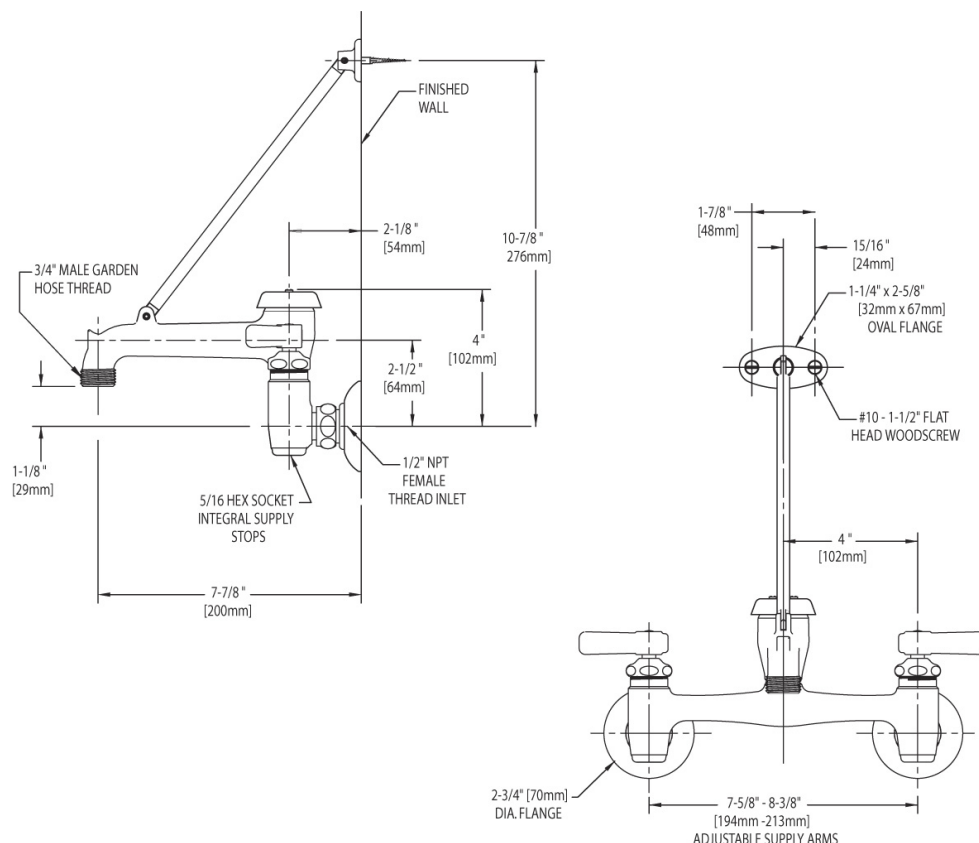 FINISHED
WALL
2-1/8"
[54mm]
10-7/8"
276mm]
3/4" MALE GARDEN
HOSE THREAD
4"
[102mm]
2-1/2"
[64mm]
1-1/8"
[29mm]
1/2" NPT
FEMALE
THREAD INLET
5/16 HEX SOCKET
INTEGRAL SUPPLY
STOPS
7-7/8"
[200mm]
1-7/8"
[48mm]
15/16"
[24mm]
1-1/4" x 2-5/8"
[32mm x 67mm]
OVAL FLANGE
#10 - 1-1/2" FLAT
HEAD WOODSCREW
4"
[102mm]
2-3/4" [70mm]
DIA. FLANGE
7-5/8" - 8-3/8"
[194mm -213mm]
ADJUSTABLE SUPPLY ARMS